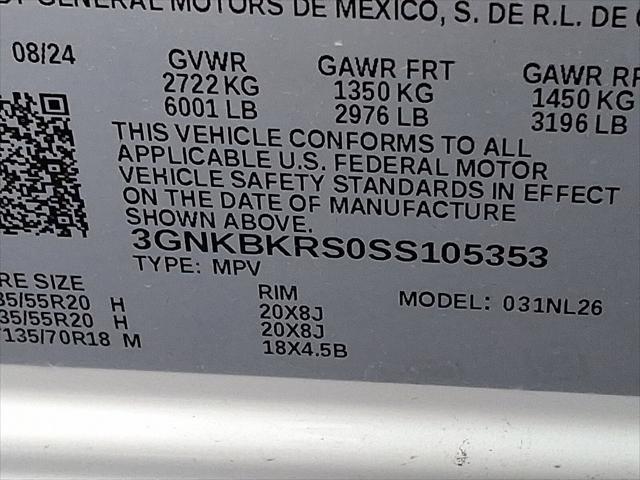 GENERAL MOTORS DE MEXICO, S. DE R.L. DE
08/24
GVWR
2722 KG
6001 LB
GAWR FRT
1350 KG
2976 LB
GAWR RR
1450 KG
3196 LB
THIS VEHICLE CONFORMS TO ALL
APPLICABLE U.S. FEDERAL MOTOR
VEHICLE SAFETY STANDARDS IN EFFECT
ON THE DATE OF MANUFACTURE
SHOWN ABOVE.
3GNKBKRS0SS105353
TYPE: MPV
MODEL: 031NL26
RE SIZE
35/55R20 H
35/55R20 H
135/70R18 M
RIM
20X8J
20X8J
18X4.5B